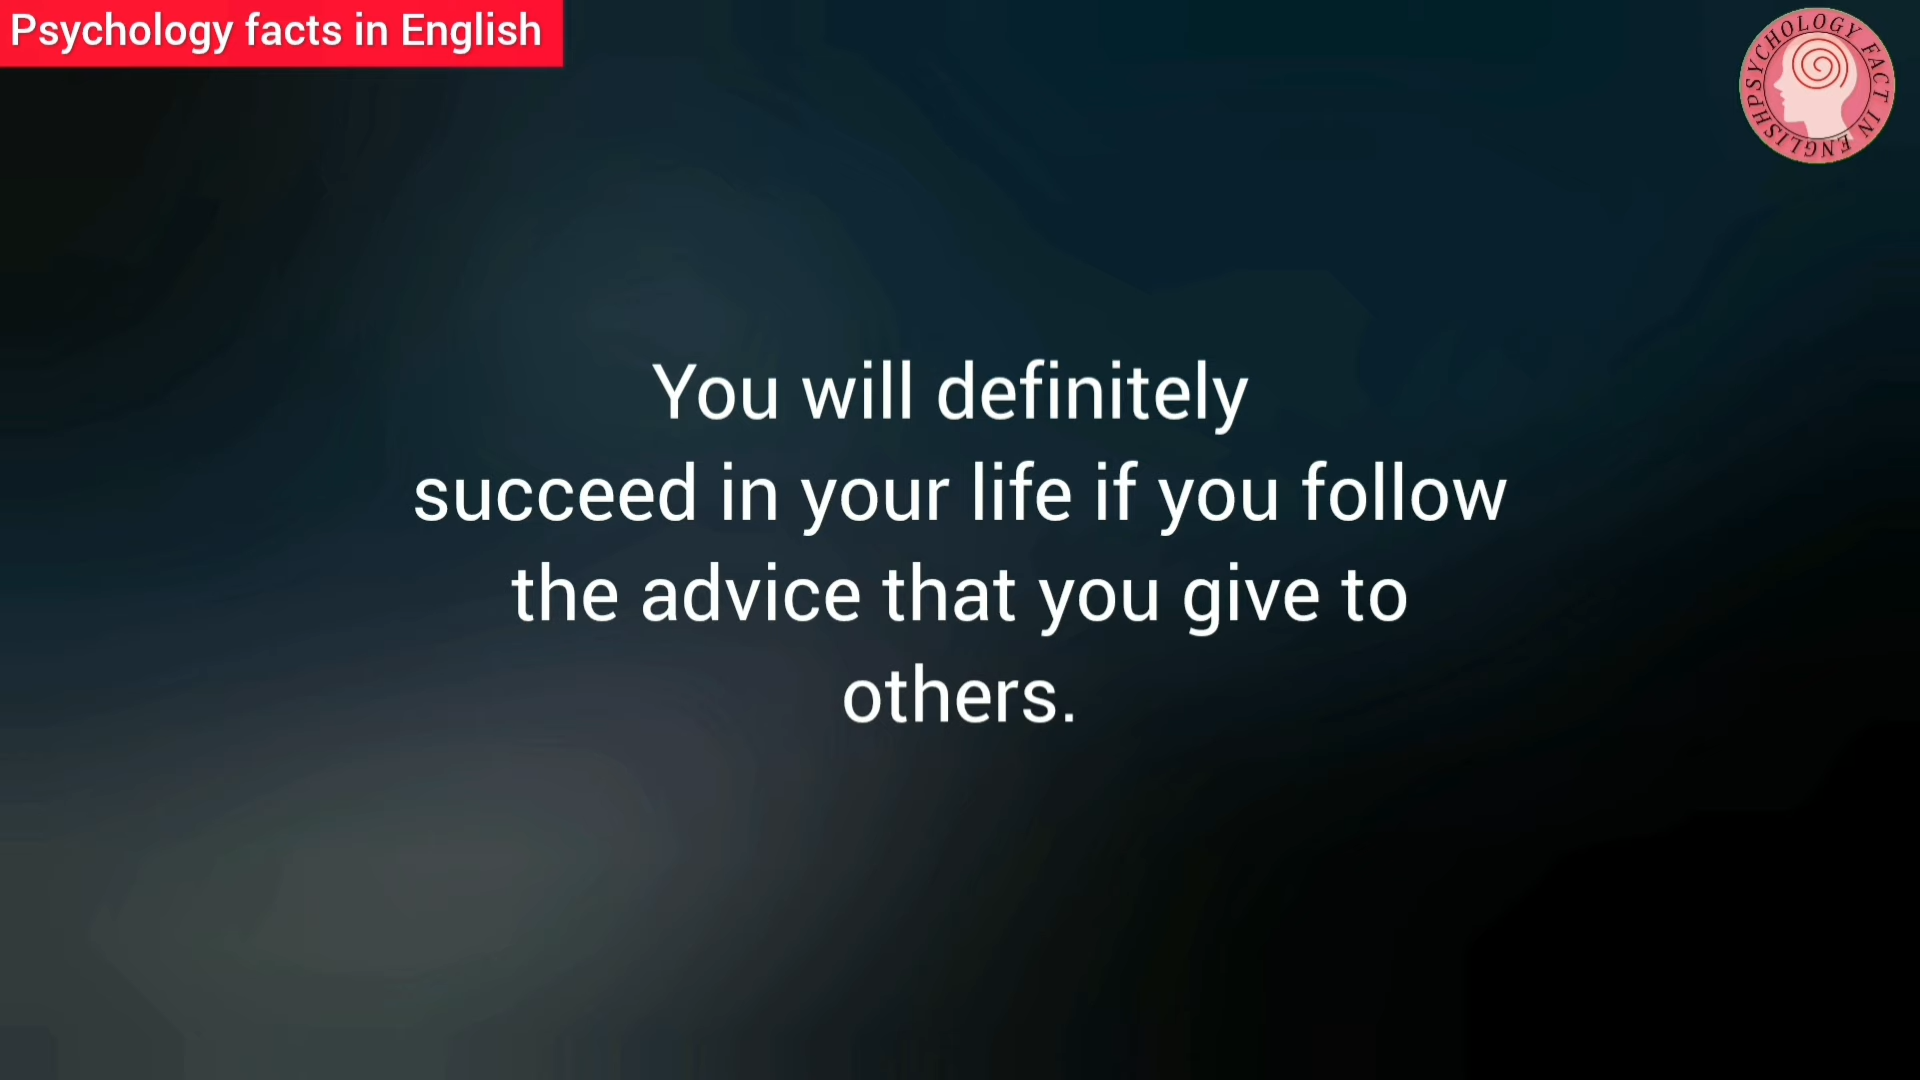 Psychology facts in English
PSYCHOLOGY FACT IN ENGLISH
You will definitely
succeed in your life if you follow
the advice that you give to
others.